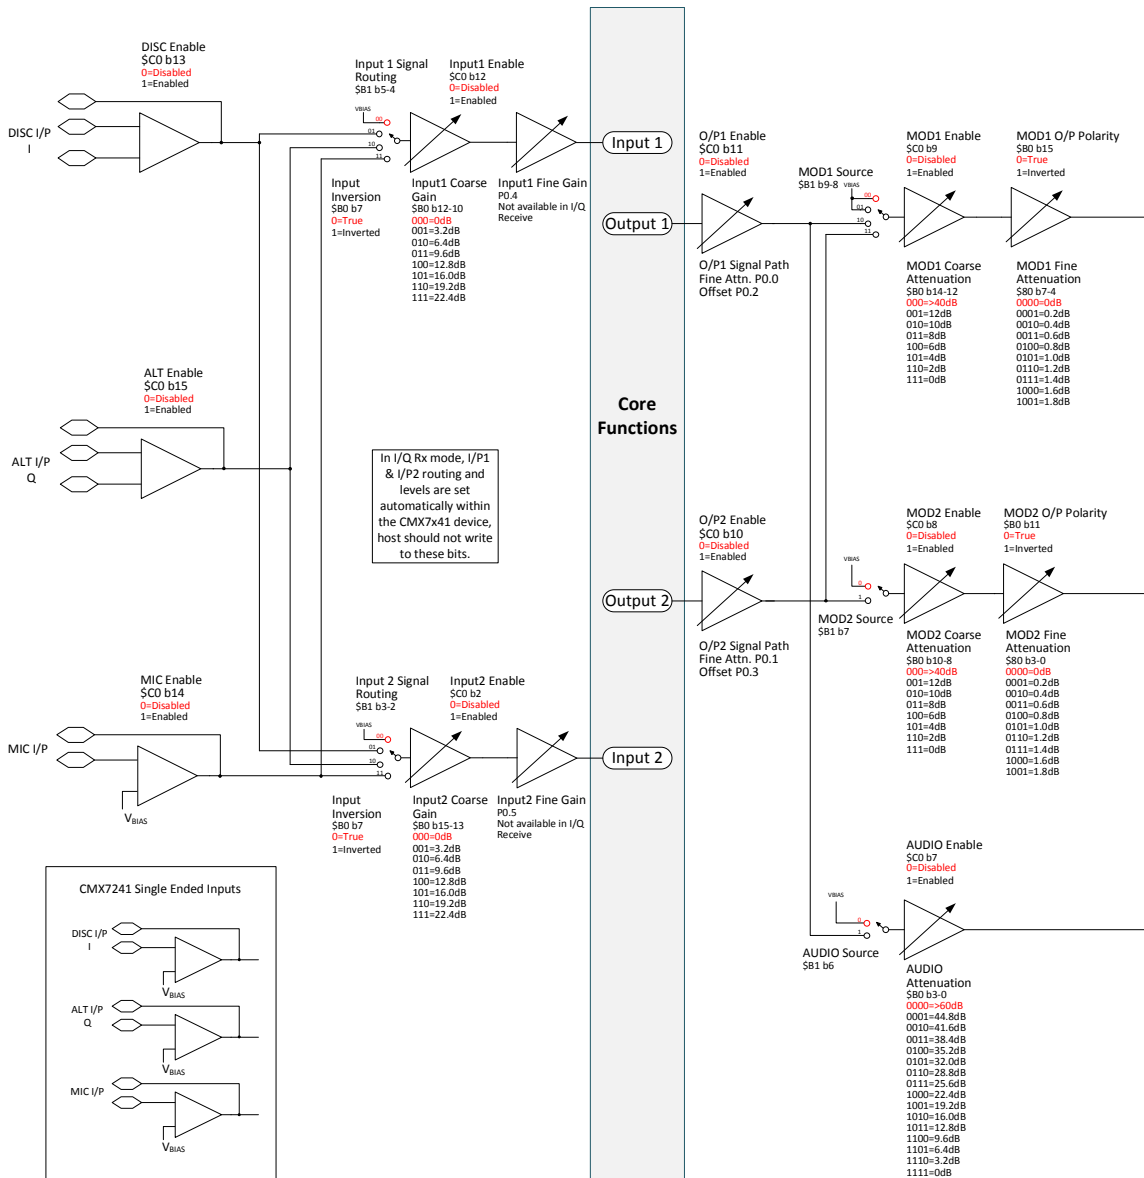 DISC Enable
$C0 b13
0=Disabled
1=Enabled
DISC I/P
I
Input 1 Signal
Routing
$B1 b5-4
VBIAS
00
01
10
11
Input1 Enable
$C0 b12
0=Disabled
1=Enabled
Input
Inversion
$B0 b7
0=True
1=Inverted
Input1 Coarse
Gain
$B0 b12-10
000=0dB
001=3.2dB
010=6.4dB
011=9.6dB
100=12.8dB
101=16.0dB
110=19.2dB
111=22.4dB
Input1 Fine Gain
P0.4
Not available in I/Q
Receive
Input 1
Output 1
ALT Enable
$C0 b15
0=Disabled
1=Enabled
ALT I/P
Q
In I/Q Rx mode, I/P1
& I/P2 routing and
levels are set
automatically within
the CMX7x41 device,
host should not write
to these bits.
Core
Functions
MIC Enable
$C0 b14
0=Disabled
1=Enabled
MIC I/P
VBIAS
Input 2 Signal
Routing
$B1 b3-2
VBIAS
00
01
10
11
Input2 Enable
$C0 b2
0=Disabled
1=Enabled
Input
Inversion
$B0 b7
0=True
1=Inverted
Input2 Coarse
Gain
$B0 b15-13
000=0dB
001=3.2dB
010=6.4dB
011=9.6dB
100=12.8dB
101=16.0dB
110=19.2dB
111=22.4dB
Input2 Fine Gain
P0.5
Not available in I/Q
Receive
Output 2
Input 2
CMX7241 Single Ended Inputs
DISC I/P
I
VBIAS
ALT I/P
Q
VBIAS
MIC I/P
VBIAS
O/P1 Enable
$C0 b11
0=Disabled
1=Enabled
O/P1 Signal Path
Fine Attn. P0.0
Offset P0.2
MOD1 Source
$B1 b9-8
VBIAS
00
01
10
11
MOD1 Enable
$C0 b9
0=Disabled
1=Enabled
MOD1 O/P Polarity
$B0 b15
0=True
1=Inverted
MOD1 Coarse
Attenuation
$B0 b14-12
000=>40dB
001=12dB
010=10dB
011=8dB
100=6dB
101=4dB
110=2dB
111=0dB
MOD1 Fine
Attenuation
$80 b7-4
0000=0dB
0001=0.2dB
0010=0.4dB
0011=0.6dB
0100=0.8dB
0101=1.0dB
0110=1.2dB
0111=1.4dB
1000=1.6dB
1001=1.8dB
O/P2 Enable
$C0 b10
0=Disabled
1=Enabled
O/P2 Signal Path
Fine Attn. P0.1
Offset P0.3
VBIAS
0
1
MOD2 Source
$B1 b7
MOD2 Enable
$C0 b8
0=Disabled
1=Enabled
MOD2 O/P Polarity
$B0 b11
0=True
1=Inverted
MOD2 Coarse
Attenuation
$B0 b10-8
000=>40dB
001=12dB
010=10dB
011=8dB
100=6dB
101=4dB
110=2dB
111=0dB
MOD2 Fine
Attenuation
$80 b3-0
0000=0dB
0001=0.2dB
0010=0.4dB
0011=0.6dB
0100=0.8dB
0101=1.0dB
0110=1.2dB
0111=1.4dB
1000=1.6dB
1001=1.8dB
AUDIO Enable
$C0 b7
0=Disabled
1=Enabled
VBIAS
0
1
AUDIO Source
$B1 b6
AUDIO
Attenuation
$B0 b3-0
0000=>60dB
0001=44.8dB
0010=41.6dB
0011=38.4dB
0100=35.2dB
0101=32.0dB
0110=28.8dB
0111=25.6dB
1000=22.4dB
1001=19.2dB
1010=16.0dB
1011=12.8dB
1100=9.6dB
1101=6.4dB
1110=3.2dB
1111=0dB